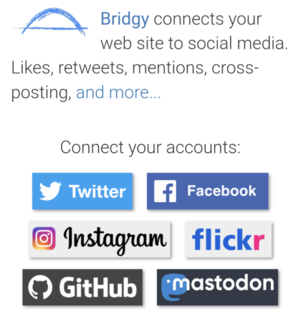 Bridgy connects your
web site to social media.
Likes, retweets, mentions, cross-
posting, and more...
Connect your accounts:
Twitter Facebook
Instagram flickr
GitHub mastodon